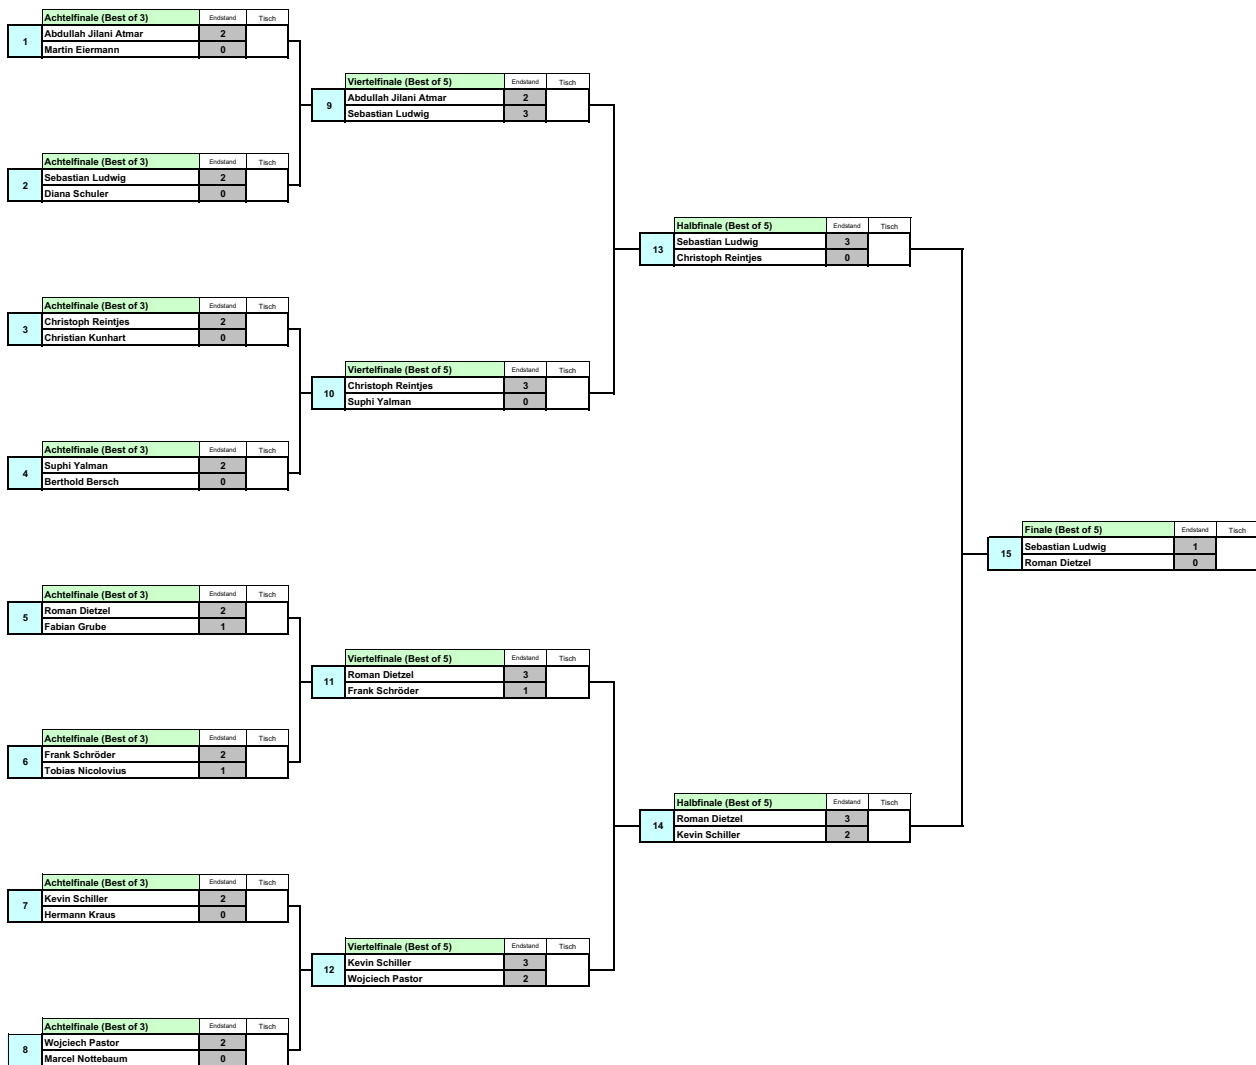 Achtelfinale (Best of 3) Endstand Tisch
1 Abdullah Jilani Atmar 2
Martin Eiermann 0
Viertelfinale (Best of 5) Endstand Tisch
9 Abdullah Jilani Atmar 2
Sebastian Ludwig 3
Achtelfinale (Best of 3) Endstand Tisch
2 Sebastian Ludwig 2
Diana Schuler 0
Halbfinale (Best of 5) Endstand Tisch
13 Sebastian Ludwig 3
Christoph Reintjes 0
Achtelfinale (Best of 3) Endstand Tisch
3 Christoph Reintjes 2
Christian Kunhart 0
Viertelfinale (Best of 5) Endstand Tisch
10 Christoph Reintjes 3
Suphi Yalman 0
Achtelfinale (Best of 3) Endstand Tisch
4 Suphi Yalman 2
Berthold Bersch 0
Finale (Best of 5) Endstand Tisch
15 Sebastian Ludwig 1
Roman Dietzel 0
Achtelfinale (Best of 3) Endstand Tisch
5 Roman Dietzel 2
Fabian Grube 1
Viertelfinale (Best of 5) Endstand Tisch
11 Roman Dietzel 3
Frank Schröder 1
Achtelfinale (Best of 3) Endstand Tisch
6 Frank Schröder 2
Tobias Nicolovius 1
Halbfinale (Best of 5) Endstand Tisch
14 Roman Dietzel 3
Kevin Schiller 2
Achtelfinale (Best of 3) Endstand Tisch
7 Kevin Schiller 2
Hermann Kraus 0
Viertelfinale (Best of 5) Endstand Tisch
12 Kevin Schiller 3
Wojciech Pastor 2
Achtelfinale (Best of 3) Endstand Tisch
8 Wojciech Pastor 2
Marcel Nottebaum 0